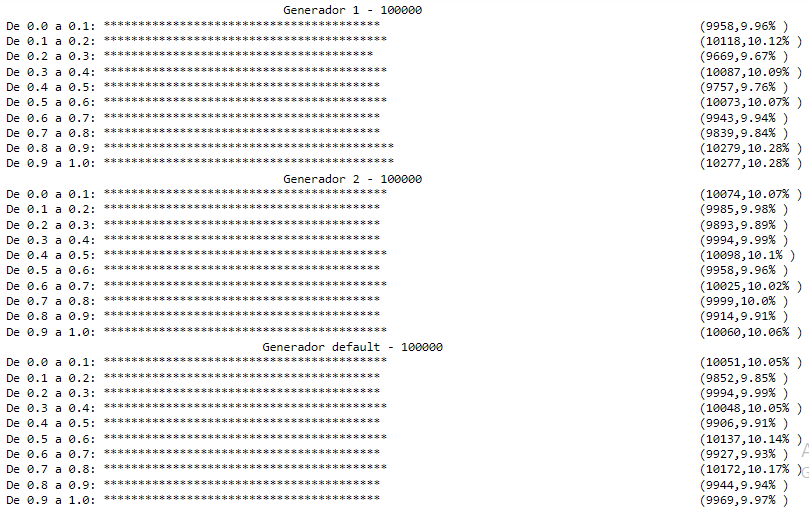 Generador 1 - 100000
De 0.0 a 0.1: **************************************** (9958,9.96% )
De 0.1 a 0.2: ***************************************** (10118,10.12% )
De 0.2 a 0.3: *************************************** (9669,9.67% )
De 0.3 a 0.4: ***************************************** (10087,10.09% )
De 0.4 a 0.5: **************************************** (9757,9.76% )
De 0.5 a 0.6: ***************************************** (10073,10.07% )
De 0.6 a 0.7: **************************************** (9943,9.94% )
De 0.7 a 0.8: **************************************** (9839,9.84% )
De 0.8 a 0.9: ****************************************** (10279,10.28% )
De 0.9 a 1.0: ****************************************** (10277,10.28% )
Generador 2 - 100000
De 0.0 a 0.1: ***************************************** (10074,10.07% )
De 0.1 a 0.2: **************************************** (9985,9.98% )
De 0.2 a 0.3: **************************************** (9893,9.89% )
De 0.3 a 0.4: **************************************** (9994,9.99% )
De 0.4 a 0.5: ***************************************** (10098,10.1% )
De 0.5 a 0.6: **************************************** (9958,9.96% )
De 0.6 a 0.7: ***************************************** (10025,10.02% )
De 0.7 a 0.8: **************************************** (9999,10.0% )
De 0.8 a 0.9: **************************************** (9914,9.91% )
De 0.9 a 1.0: ***************************************** (10060,10.06% )
Generador default - 100000
De 0.0 a 0.1: ***************************************** (10051,10.05% )
De 0.1 a 0.2: **************************************** (9852,9.85% )
De 0.2 a 0.3: **************************************** (9994,9.99% )
De 0.3 a 0.4: ***************************************** (10048,10.05% )
De 0.4 a 0.5: **************************************** (9906,9.91% )
De 0.5 a 0.6: ***************************************** (10137,10.14% )
De 0.6 a 0.7: **************************************** (9927,9.93% )
De 0.7 a 0.8: ***************************************** (10172,10.17% )
De 0.8 a 0.9: **************************************** (9944,9.94% )
De 0.9 a 1.0: **************************************** (9969,9.97% )